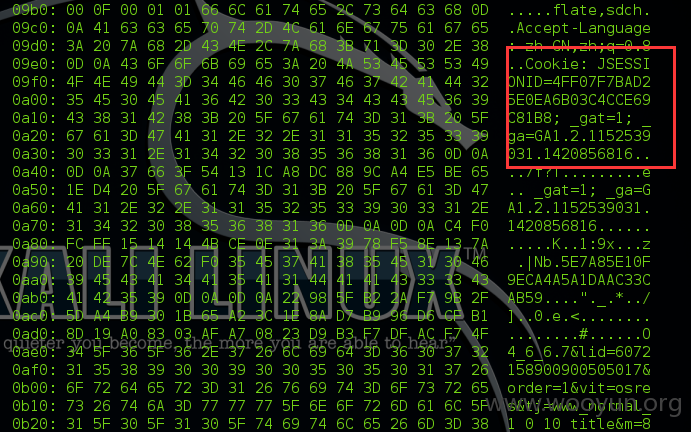 09b0: 00 0F 00 01 01 66 6C 61 74 65 2C 73 64 63 68 0D .....flate,sdch.
09c0: 0A 41 63 63 65 70 74 2D 4C 61 6E 67 75 61 67 65 .Accept-Language
09d0: 3A 20 7A 68 2D 43 4E 2C 7A 68 3B 71 3D 30 2E 38 : zh-CN,zh;q=0.8
09e0: 0D 0A 43 6F 6F 6B 69 65 3A 20 4A 53 45 53 53 49 ..Cookie: JSESSI
09f0: 4F 4E 49 44 3D 34 46 46 30 37 46 37 42 41 44 32 ONID=4FF07F7BAD2
0a00: 35 45 30 45 41 36 42 30 33 43 34 43 43 45 36 39 5E0EA6B03C4CCE69
0a10: 43 38 31 42 38 3B 20 5F 67 61 74 3D 31 3B 20 5F C81B8; _gat=1; _
0a20: 67 61 3D 47 41 31 2E 32 2E 31 31 35 32 35 33 39 ga=GA1.2.1152539
0a30: 30 33 31 2E 31 34 32 30 38 35 36 38 31 36 0D 0A 031.1420856816..
0a40: 0D 0A 37 66 3F 54 13 1C A8 DC 88 9C A4 E5 BE 65 ..7f?T.........e
0a50: 1E D4 20 5F 67 61 74 3D 31 3B 20 5F 67 61 3D 47 .. _gat=1; _ga=G
0a60: 41 31 2E 32 2E 31 31 35 32 35 33 39 30 33 31 2E A1.2.1152539031.
0a70: 31 34 32 30 38 35 36 38 31 36 0D 0A 0D 0A C4 F0 1420856816......
0a80: FC EE 15 14 14 4B CE 0E 31 3A 39 78 F5 8E 13 7A .....K..1:9x...z
0a90: 20 DE 7C 4E 62 F0 35 45 37 41 38 35 45 31 30 46 .|Nb.5E7A85E10F
0aa0: 39 45 43 41 34 41 35 41 31 44 41 41 43 33 33 43 9ECA4A5A1DAAC33C
0ab0: 41 42 35 39 0D 0A 0D 0A 22 98 5F B2 2A A7 9B 2F AB59...."._.*../
0ac0: 5D A4 B9 30 1B 65 A2 3C 1E 8A D7 B9 96 D6 CF B1 ]..0.e.<........
0ad0: 8D 19 A0 83 03 AF A7 08 23 D9 B3 F7 DF AC F7 4F ........#......O
0ae0: 34 5F 36 5F 36 2E 37 26 6C 69 64 3D 36 30 37 32 4_6_6.7&lid=6072
0af0: 31 35 38 39 30 30 39 30 30 35 30 35 30 31 37 26 158900900505017&
0b00: 6F 72 64 65 72 3D 31 26 76 69 74 3D 6F 73 72 65 order=1&vit=osre
0b10: 73 26 74 6A 3D 77 77 77 5F 6E 6F 72 6D 61 6C 5F s&tj=www_normal_
0b20: 31 5F 30 5F 31 30 5F 74 69 74 6C 65 26 6D 3D 38 1_0_10_title&m=8
KALI LINUX™
quieter you become, the more you are able to hear"
www.wooyun.org